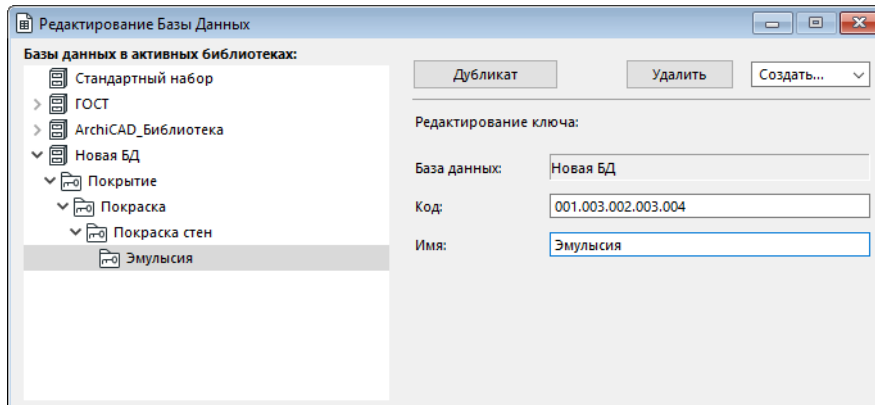 Редактирование Базы Данных
Базы данных в активных библиотеках:
Стандартный набор
ГОСТ
ArchiCAD_Библиотека
Новая БД
Покрытие
Покраска
Покраска стен
Эмулысия
Дубликат
Удалить
Создать...
Редактирование ключа:
База данных: Новая БД
Код: 001.003.002.003.004
Имя: Эмулысия